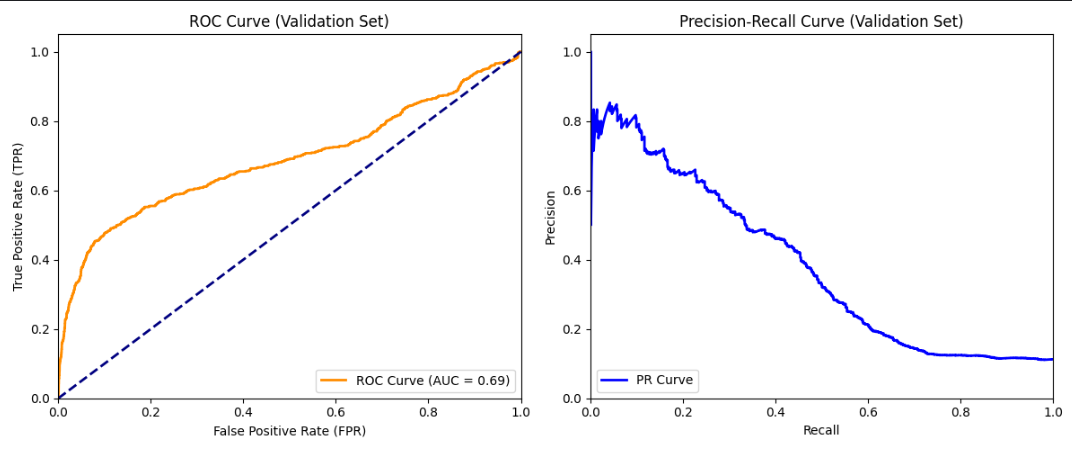 ROC Curve (Validation Set)
True Positive Rate (TPR)
1.0
0.8
0.6
0.4
0.2
0.0
0.0 0.2 0.4 0.6 0.8 1.0
False Positive Rate (FPR)
ROC Curve (AUC = 0.69)
Precision-Recall Curve (Validation Set)
Precision
1.0
0.8
0.6
0.4
0.2
0.0
0.0 0.2 0.4 0.6 0.8 1.0
Recall
PR Curve